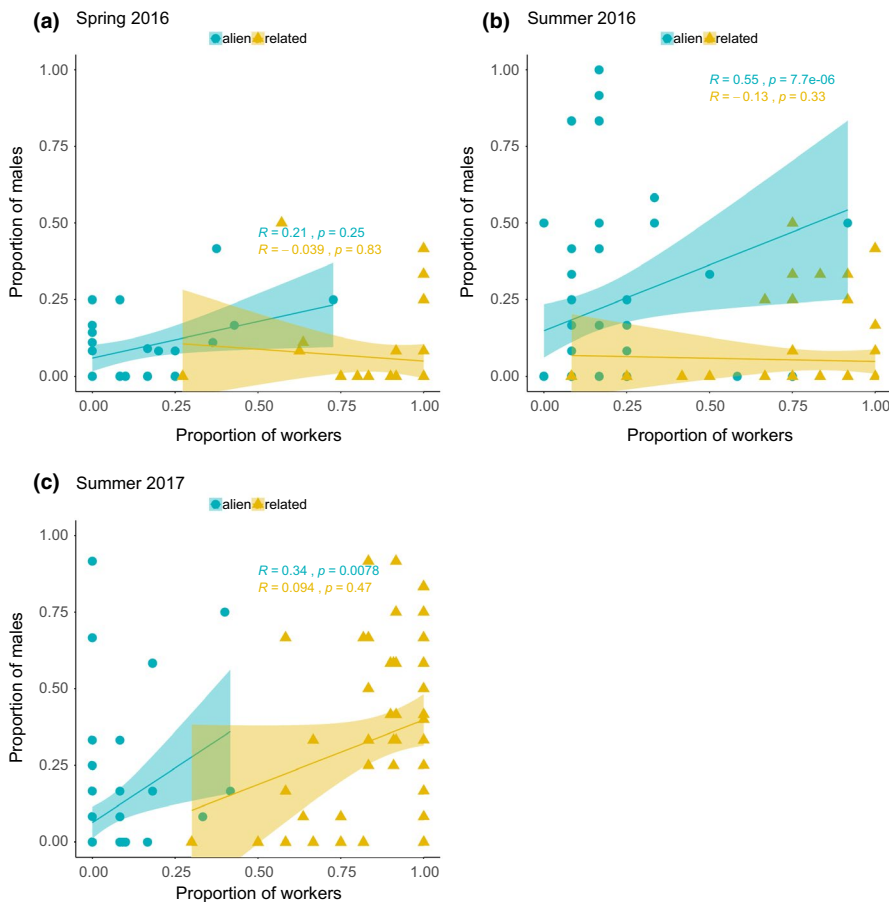 (a) Spring 2016
alien related
1.00
0.75
0.50
0.25
0.00
Proportion of males
R = 0.21 , p = 0.25
R = −0.039 , p = 0.83
0.00 0.25 0.50 0.75 1.00
Proportion of workers
(b) Summer 2016
alien related
1.00
0.75
0.50
0.25
0.00
Proportion of males
R = 0.55 , p = 7.7e-06
R = −0.13 , p = 0.33
0.00 0.25 0.50 0.75 1.00
Proportion of workers
(c) Summer 2017
alien related
1.00
0.75
0.50
0.25
0.00
Proportion of males
R = 0.34 , p = 0.0078
R = 0.094 , p = 0.47
0.00 0.25 0.50 0.75 1.00
Proportion of workers